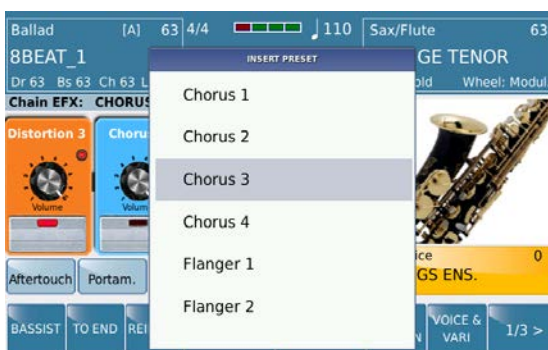 Ballad [A] 63 4/4 110 Sax/Flute 63
8BEAT_1 GE TENOR
Dr 63 Bs 63 Ch 63 L old Wheel: Modul
INSERT PRESET
Chain EFX: CHORUS
Distortion 3 Choru
Volume Volum
Chorus 1
Chorus 2
Chorus 3
Chorus 4
Flanger 1
Flanger 2
ice 0
GS ENS.
Aftertouch Portam.
BASSIST TO END REI N VOICE & VARI 1/3 >